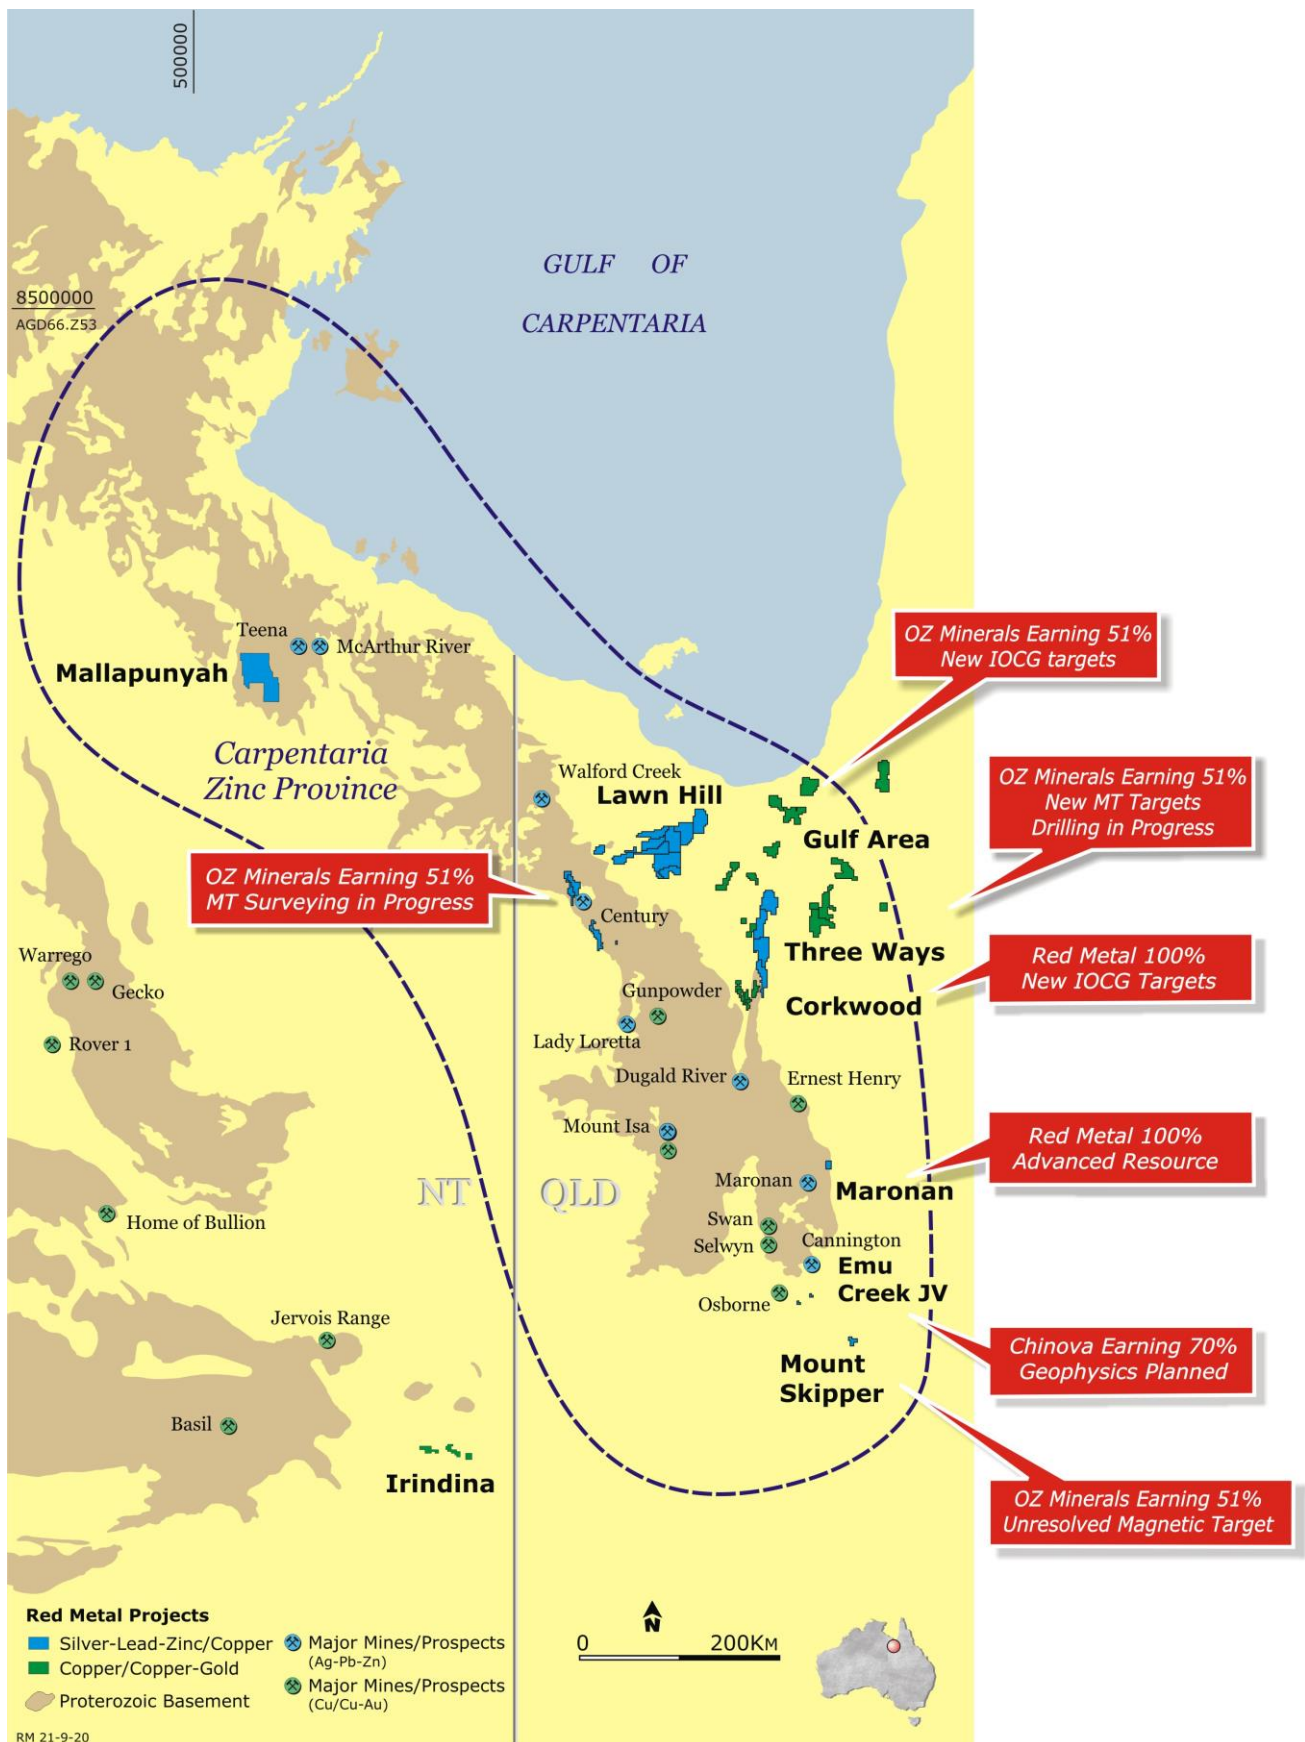 500000
GULF OF
CARPENTARIA
8500000
AGD66.Z53
OZ Minerals Earning 51%
New IOCG targets
Teena
McArthur River
Mallapunyah
Carpentaria
Zinc Province
Walford Creek
Lawn Hill
OZ Minerals Earning 51%
New MT Targets
Drilling in Progress
Gulf Area
OZ Minerals Earning 51%
MT Surveying in Progress
Century
Three Ways
Red Metal 100%
New IOCG Targets
Warrego
Gecko
Gunpowder
Corkwood
Rover 1
Lady Loretta
Dugald River
Ernest Henry
Mount Isa
Red Metal 100%
Advanced Resource
NT
QLD
Maronan
Maronan
Home of Bullion
Swan
Selwyn
Cannington
Emu
Creek JV
Osborne
Jervois Range
Chinova Earning 70%
Geophysics Planned
Mount
Skipper
Basil
Irindina
OZ Minerals Earning 51%
Unresolved Magnetic Target
Red Metal Projects
Silver-Lead-Zinc/Copper
Copper/Copper-Gold
Proterozoic Basement
Major Mines/Prospects
(Ag-Pb-Zn)
Major Mines/Prospects
(Cu/Cu-Au)
N
0 200KM
RM 21-9-20